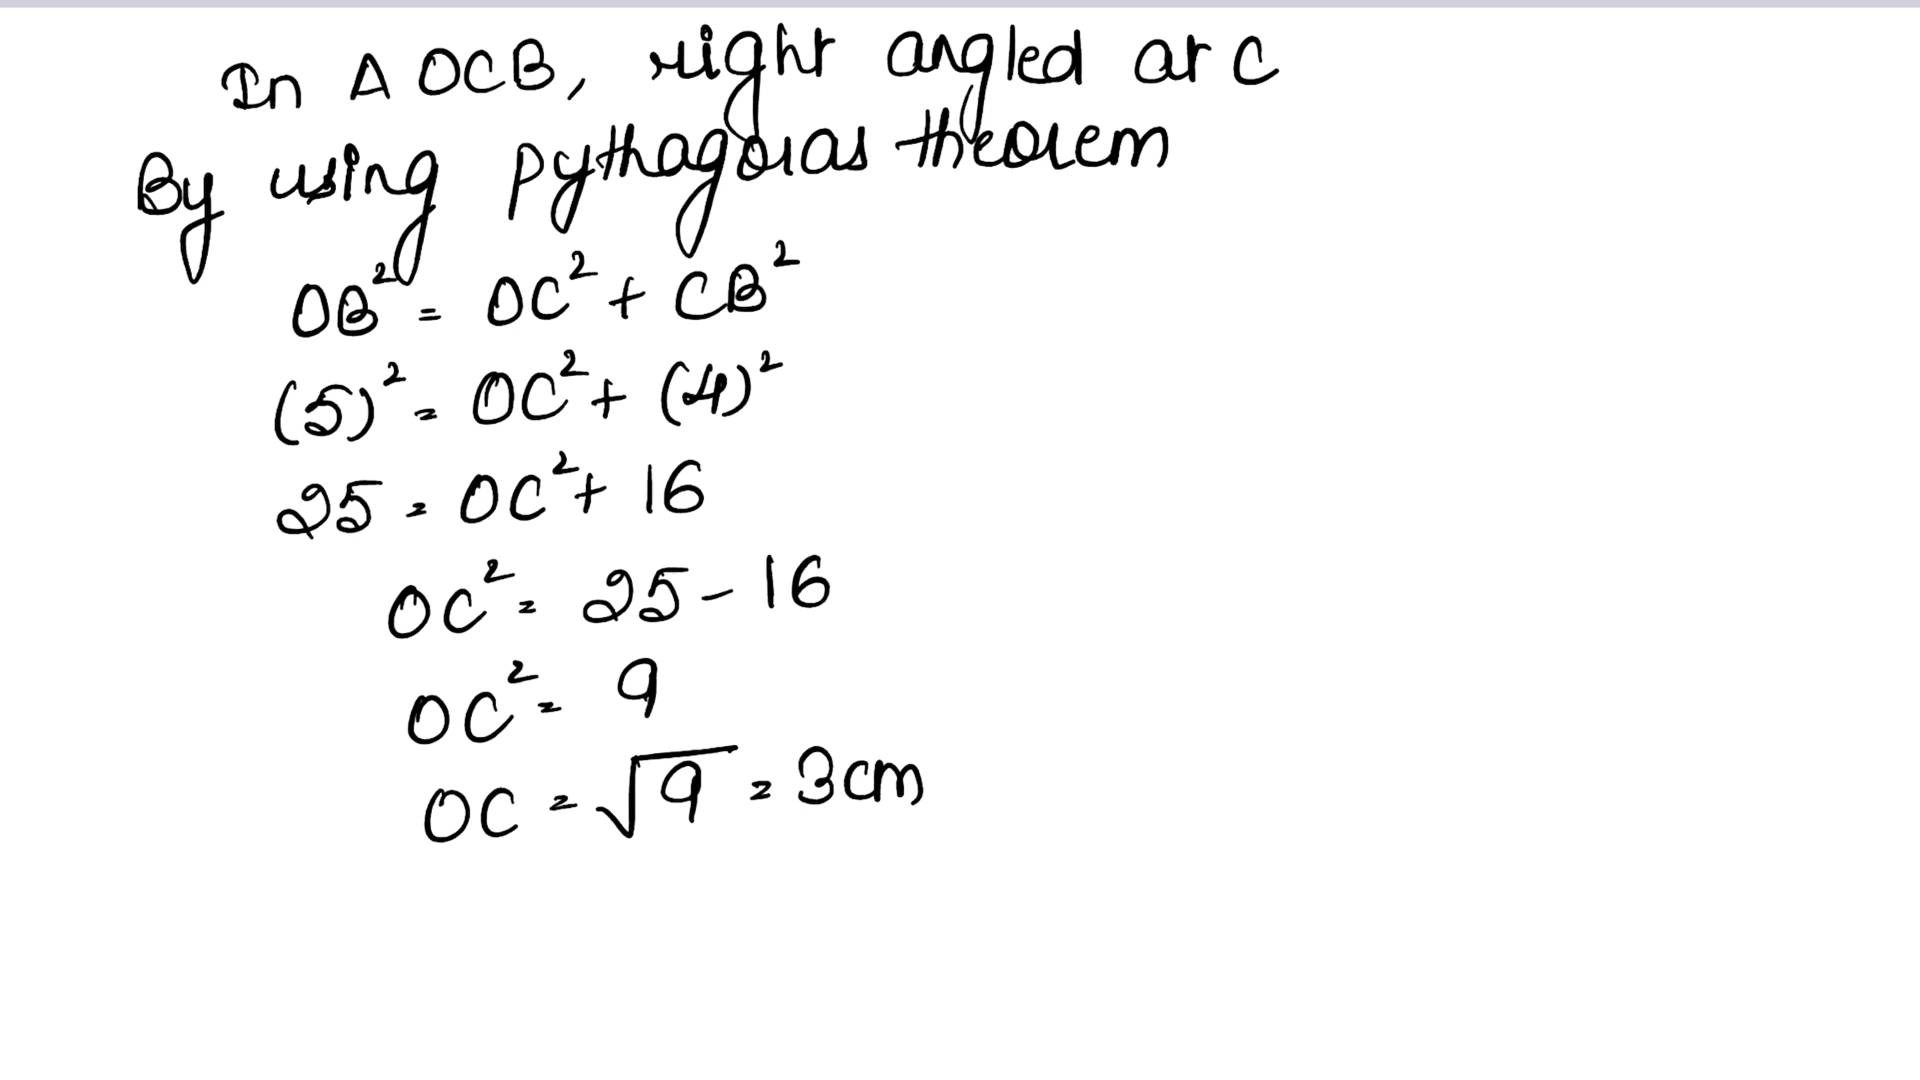 In Δ OCB, right angled at C
By using pythagoras theorem
OB² = OC² + CB²
(5)² = OC² + (4)²
25 = OC² + 16
OC² = 25 - 16
OC² = 9
OC = √9 = 3cm